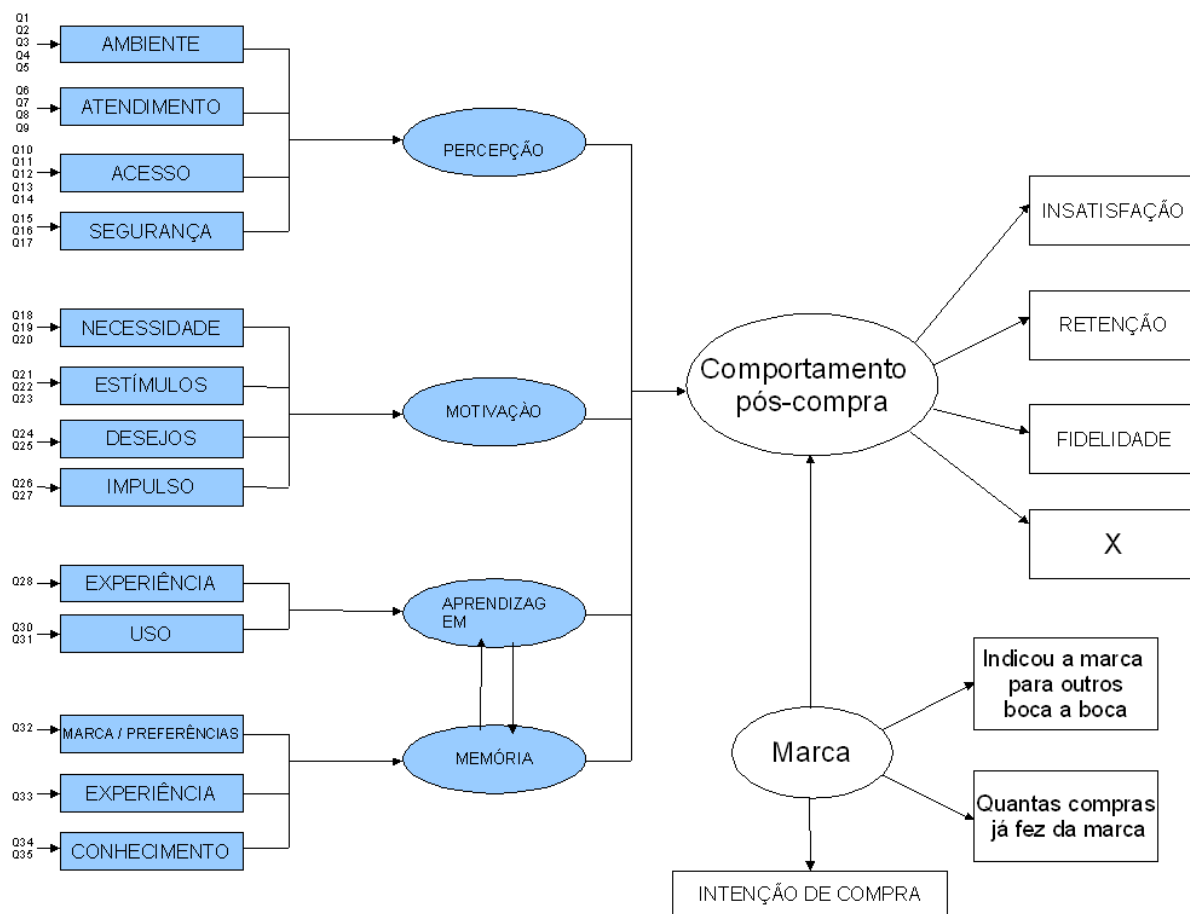 Q1
Q2
Q3
Q4
Q5
AMBIENTE
Q6
Q7
Q8
Q9
ATENDIMENTO
Q10
Q11
Q12
Q13
Q14
ACESSO
Q15
Q16
Q17
SEGURANÇA
PERCEPÇÃO
Q18
Q19
Q20
NECESSIDADE
Q21
Q22
Q23
ESTÍMULOS
Q24
Q25
DESEJOS
Q26
Q27
IMPULSO
MOTIVAÇÀO
Q28
EXPERIÊNCIA
Q30
Q31
USO
APRENDIZAG
EM
Q32
MARCA / PREFERÊNCIAS
Q33
EXPERIÊNCIA
Q34
Q35
CONHECIMENTO
MEMÓRIA
Comportamento
pós-compra
INSATISFAÇÃO
RETENÇÃO
FIDELIDADE
X
Marca
Indicou a marca
para outros
boca a boca
Quantas compras
já fez da marca
INTENÇÃO DE COMPRA